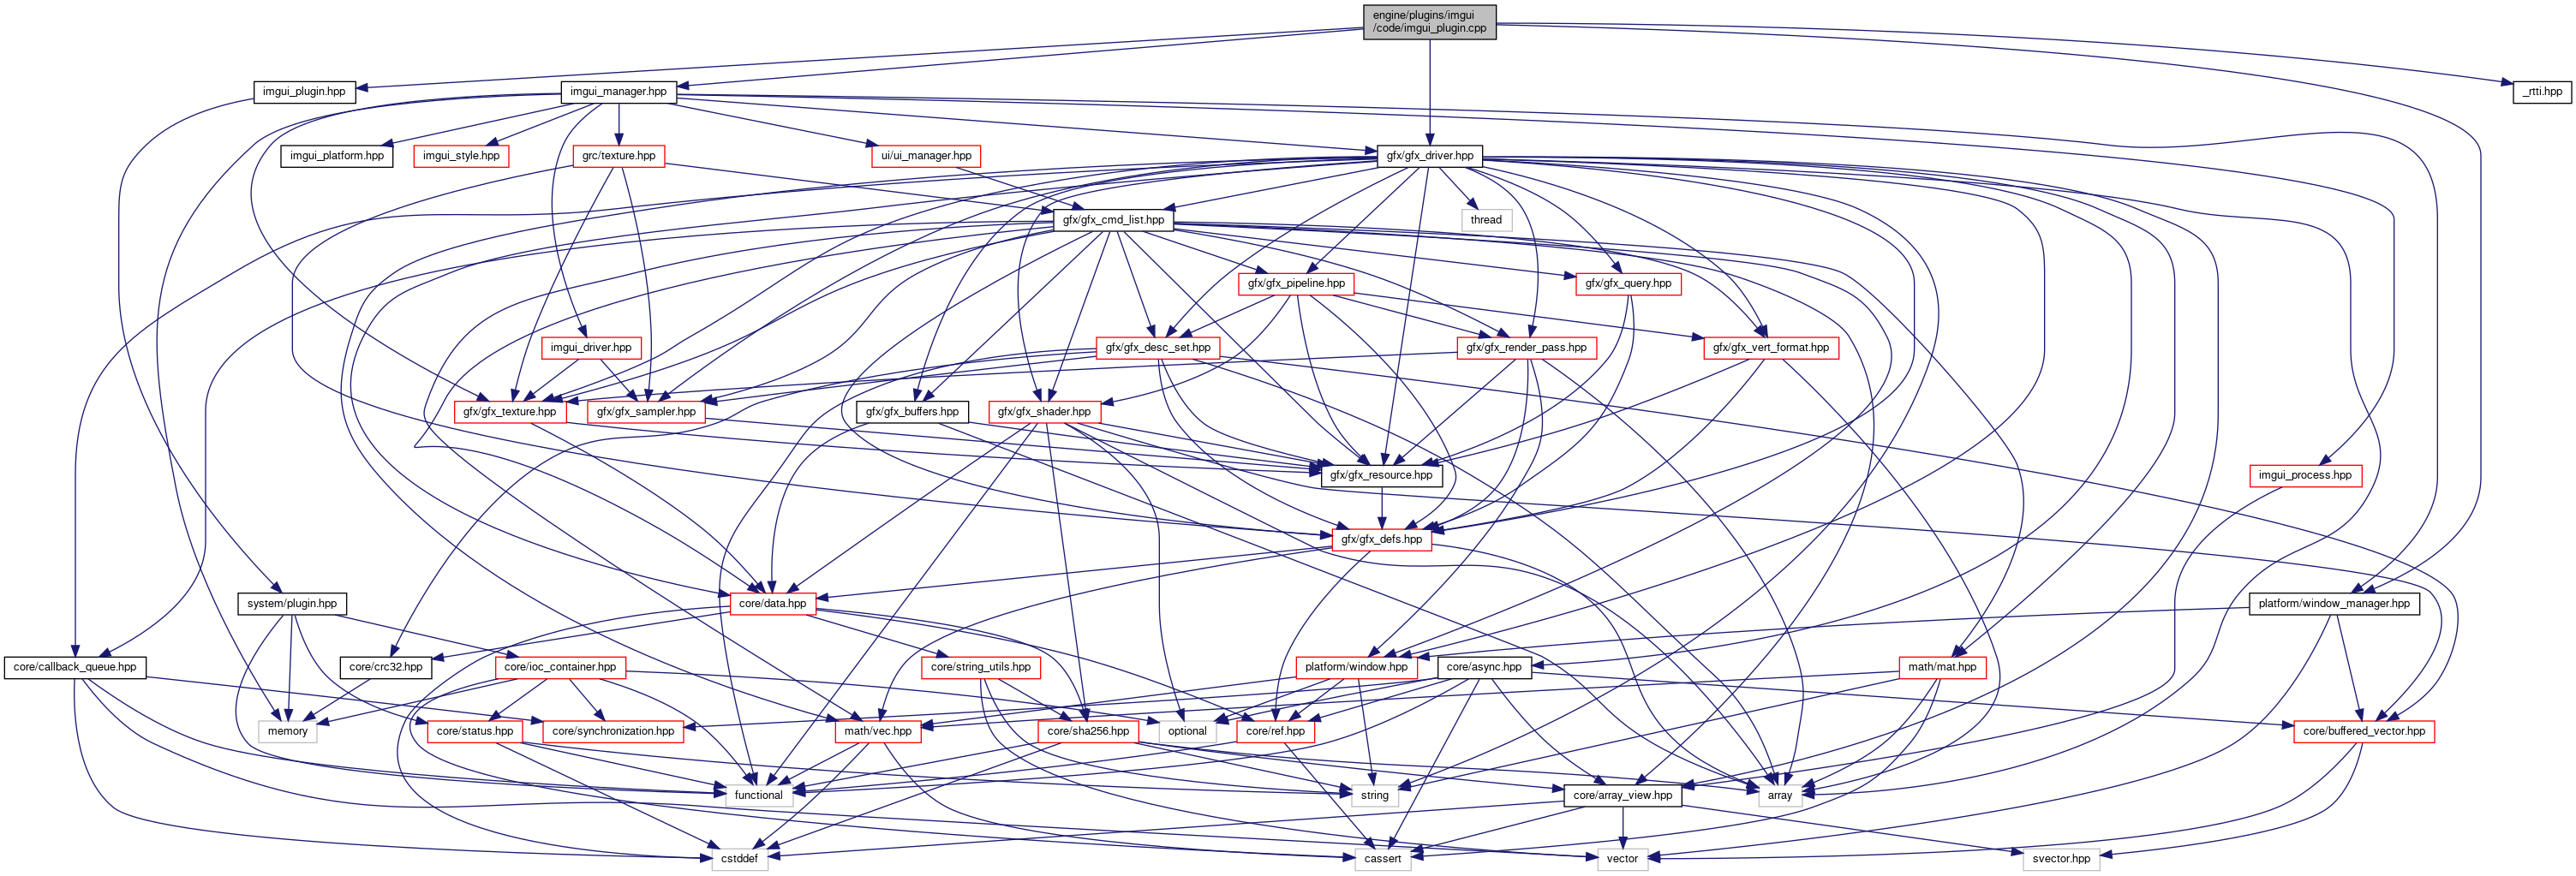 engine/plugins/imgui
/code/imgui_plugin.cpp
imgui_plugin.hpp
imgui_manager.hpp
_rtti.hpp
imgui_platform.hpp
imgui_style.hpp
grc/texture.hpp
ui/ui_manager.hpp
gfx/gfx_driver.hpp
gfx/gfx_cmd_list.hpp
thread
gfx/gfx_pipeline.hpp
gfx/gfx_query.hpp
imgui_driver.hpp
gfx/gfx_desc_set.hpp
gfx/gfx_render_pass.hpp
gfx/gfx_vert_format.hpp
gfx/gfx_texture.hpp
gfx/gfx_sampler.hpp
gfx/gfx_buffers.hpp
gfx/gfx_shader.hpp
gfx/gfx_resource.hpp
imgui_process.hpp
gfx/gfx_defs.hpp
system/plugin.hpp
core/data.hpp
platform/window_manager.hpp
core/callback_queue.hpp
core/crc32.hpp
core/ioc_container.hpp
core/string_utils.hpp
platform/window.hpp
core/async.hpp
math/mat.hpp
memory
core/status.hpp
core/synchronization.hpp
math/vec.hpp
core/sha256.hpp
optional
core/ref.hpp
core/buffered_vector.hpp
functional
string
core/array_view.hpp
array
cstddef
cassert
vector
svector.hpp